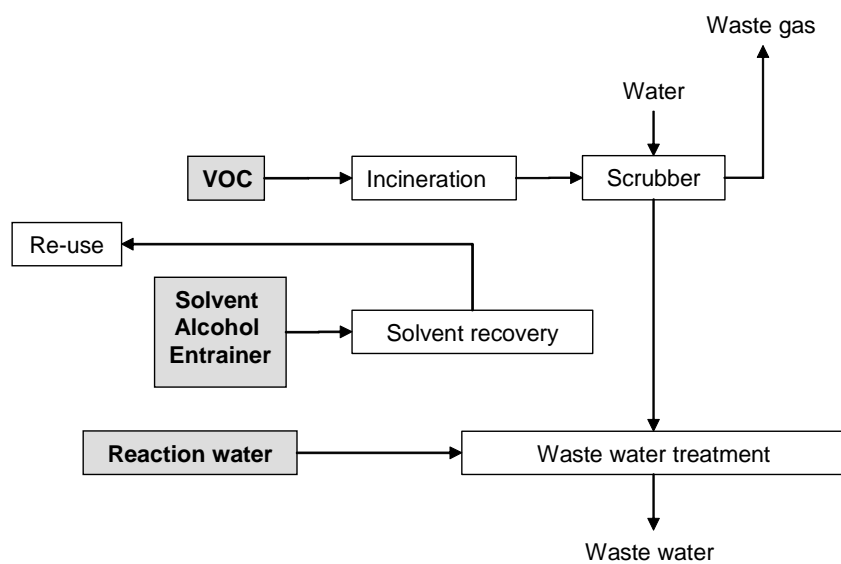 Waste gas
Water
VOC
Incineration
Scrubber
Re-use
Solvent
Alcohol
Entrainer
Solvent recovery
Reaction water
Waste water treatment
Waste water